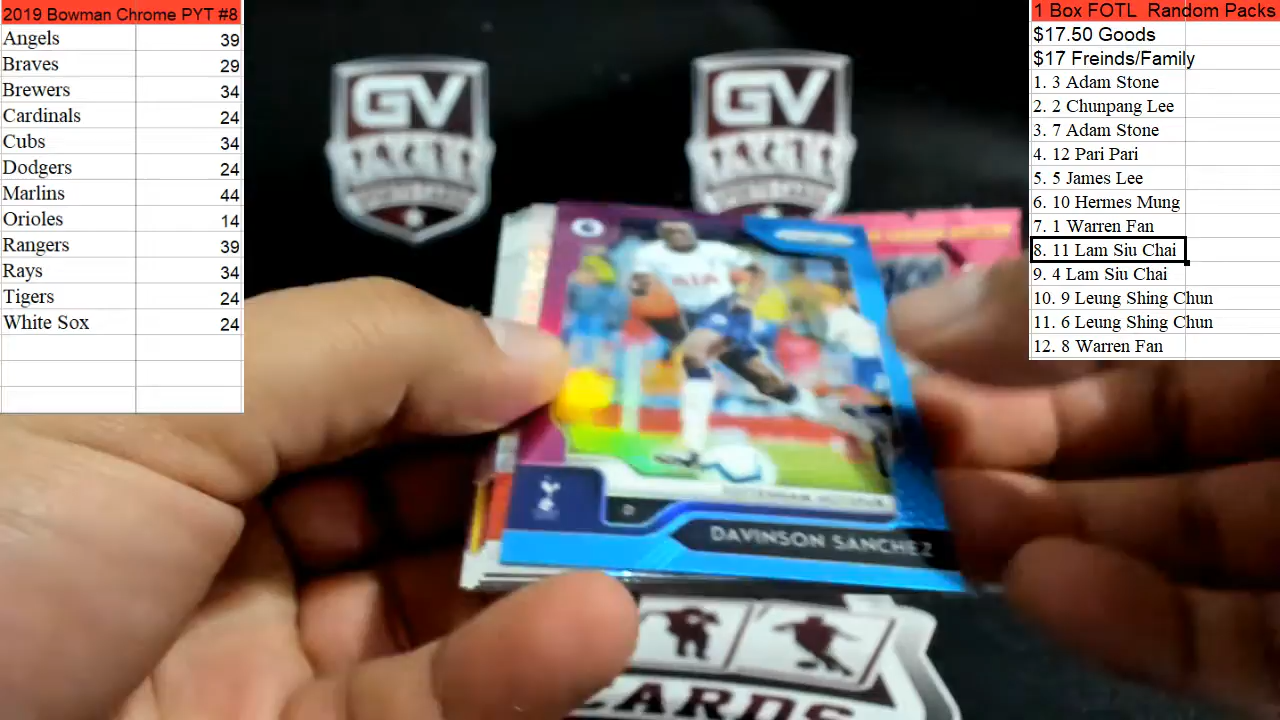 2019 Bowman Chrome PYT #8
Angels 39
Braves 29
Brewers 34
Cardinals 24
Cubs 34
Dodgers 24
Marlins 44
Orioles 14
Rangers 39
Rays 34
Tigers 24
White Sox 24
GV
GV
DAVINSON SANCHEZ
CARDS
1 Box FOTL Random Packs
$17.50 Goods
$17 Freinds/Family
1. 3 Adam Stone
2. 2 Chunpang Lee
3. 7 Adam Stone
4. 12 Pari Pari
5. 5 James Lee
6. 10 Hermes Mung
7. 1 Warren Fan
8. 11 Lam Siu Chai
9. 4 Lam Siu Chai
10. 9 Leung Shing Chun
11. 6 Leung Shing Chun
12. 8 Warren Fan